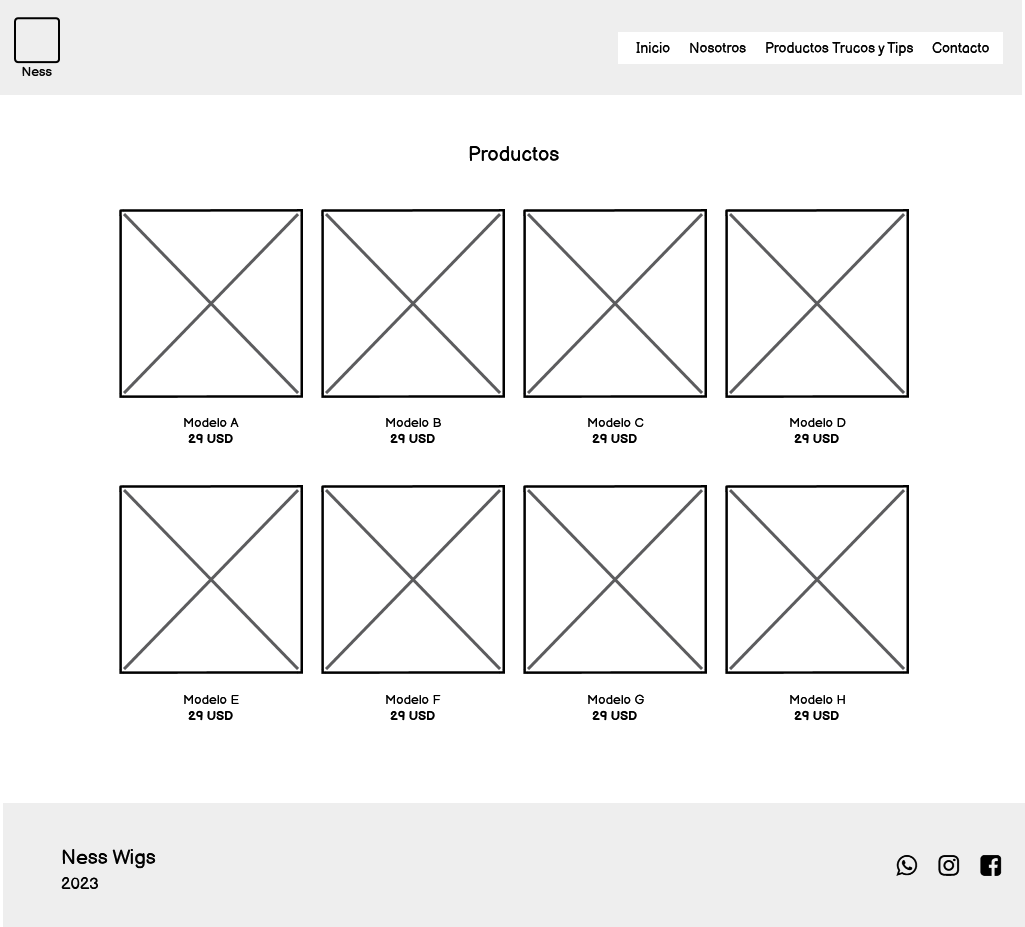 Ness
Inicio Nosotros Productos Trucos y Tips Contacto
Productos
Modelo A Modelo B Modelo C Modelo D
29 USD 29 USD 29 USD 29 USD
Modelo E Modelo F Modelo G Modelo H
29 USD 29 USD 29 USD 29 USD
Ness Wigs
2023